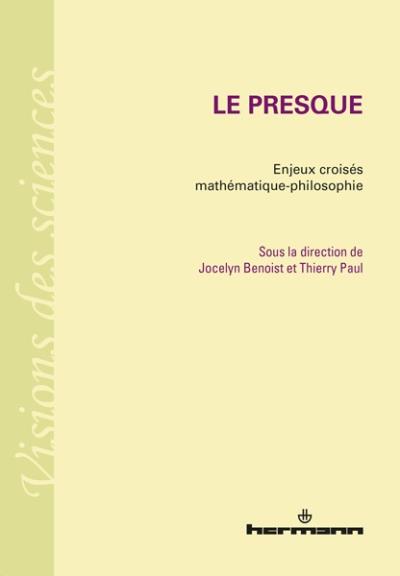 Visions des sciences
LE PRESQUE
Enjeux croisés
mathématique-philosophie
Sous la direction de
Jocelyn Benoist et Thierry Paul
hermann